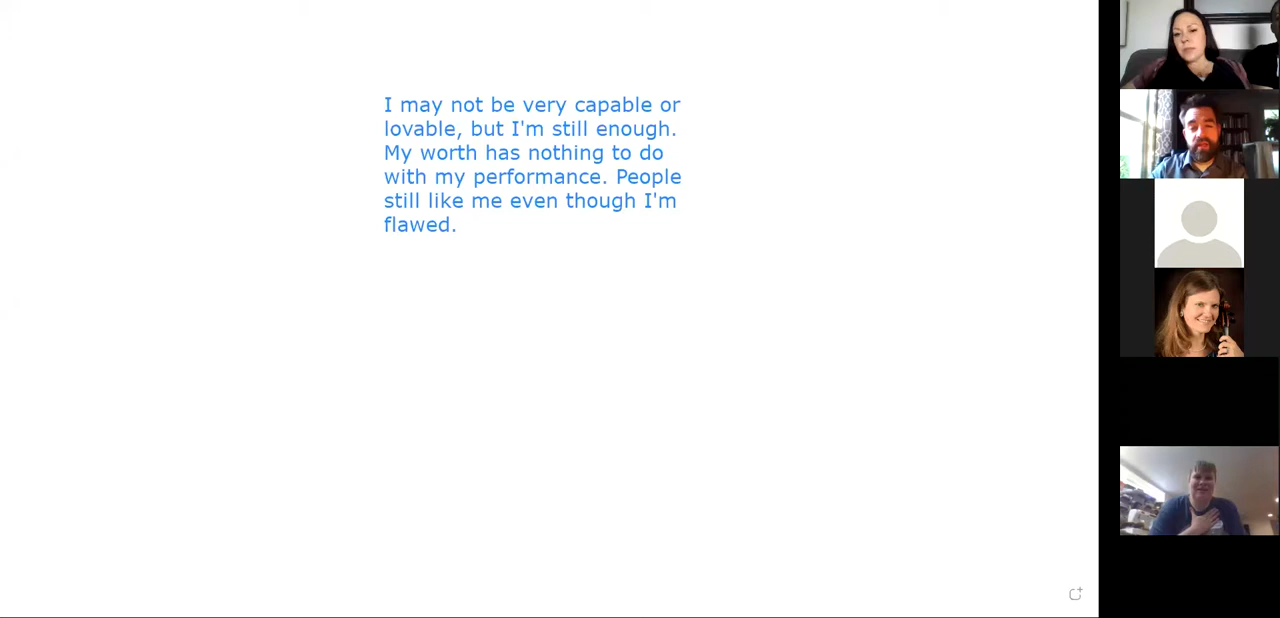 I may not be very capable or
lovable, but I'm still enough.
My worth has nothing to do
with my performance. People
still like me even though I'm
flawed.